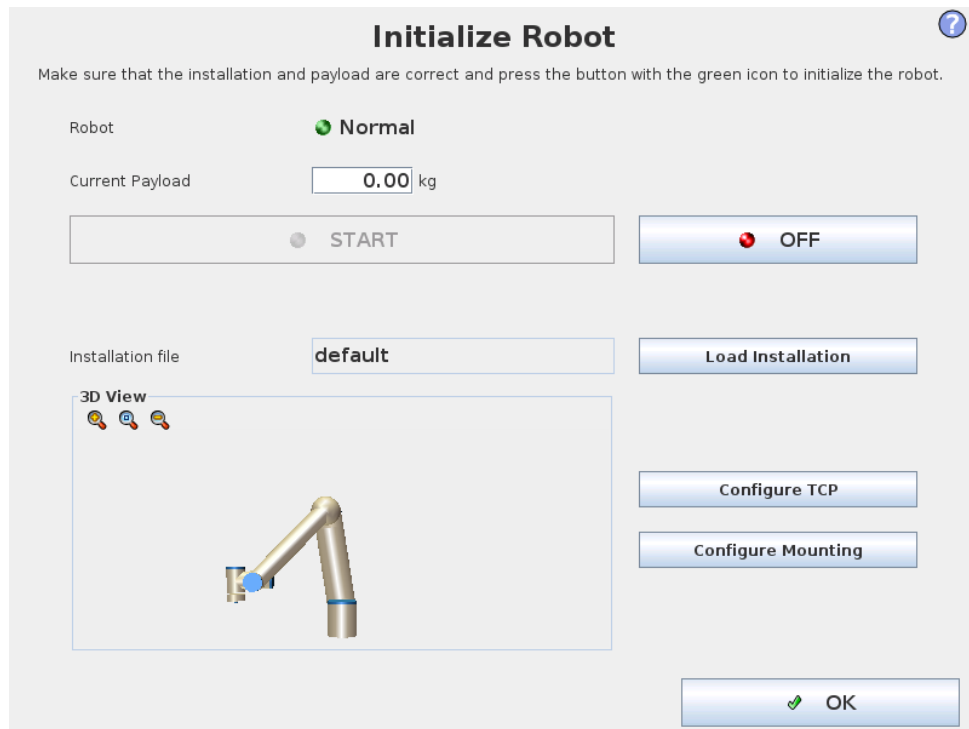 Initialize Robot
?
Make sure that the installation and payload are correct and press the button with the green icon to initialize the robot.
Robot Normal
Current Payload 0.00 kg
START OFF
Installation file default Load Installation
3D View
Configure TCP
Configure Mounting
OK